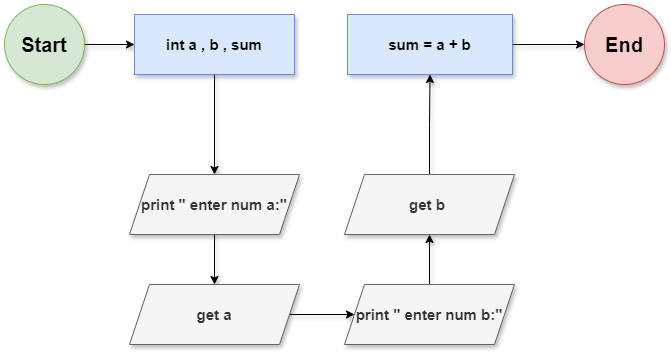 Start
int a , b , sum
print " enter num a:"
get a
print " enter num b:"
get b
sum = a + b
End